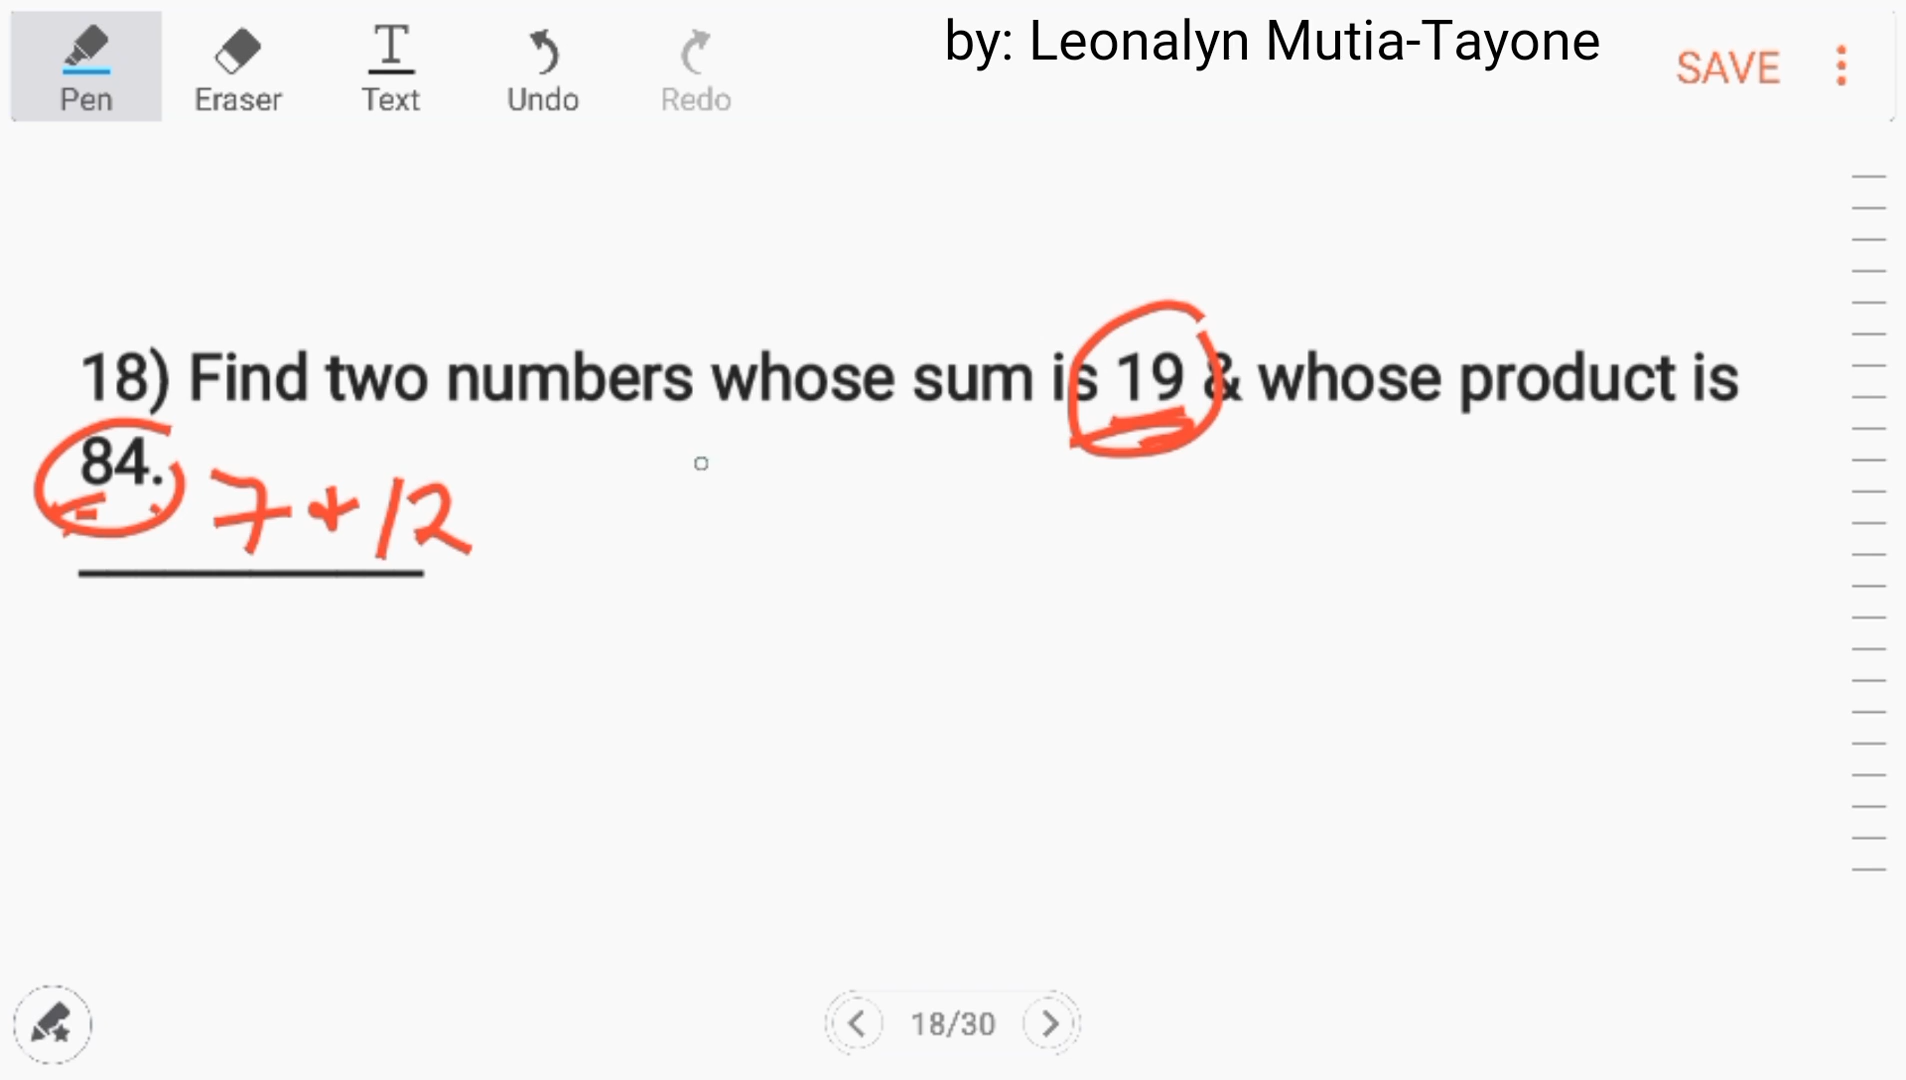 Pen
Eraser
Text
Undo
Redo
by: Leonalyn Mutia-Tayone
SAVE
18) Find two numbers whose sum is 19 & whose product is
84.
7 + 12
18/30